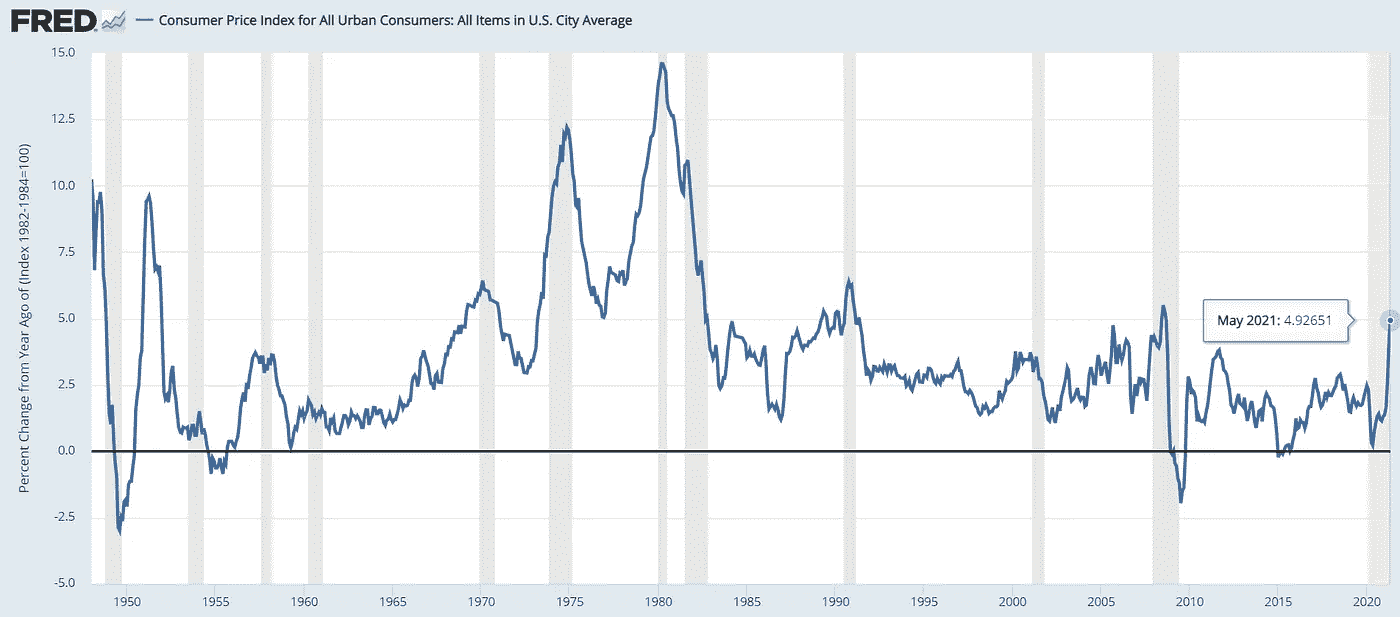 FRED
Consumer Price Index for All Urban Consumers: All Items in U.S. City Average
Percent Change from Year Ago of (Index 1982-1984=100)
15.0
12.5
10.0
7.5
5.0
2.5
0.0
-2.5
-5.0
May 2021: 4.92651
1950 1955 1960 1965 1970 1975 1980 1985 1990 1995 2000 2005 2010 2015 2020